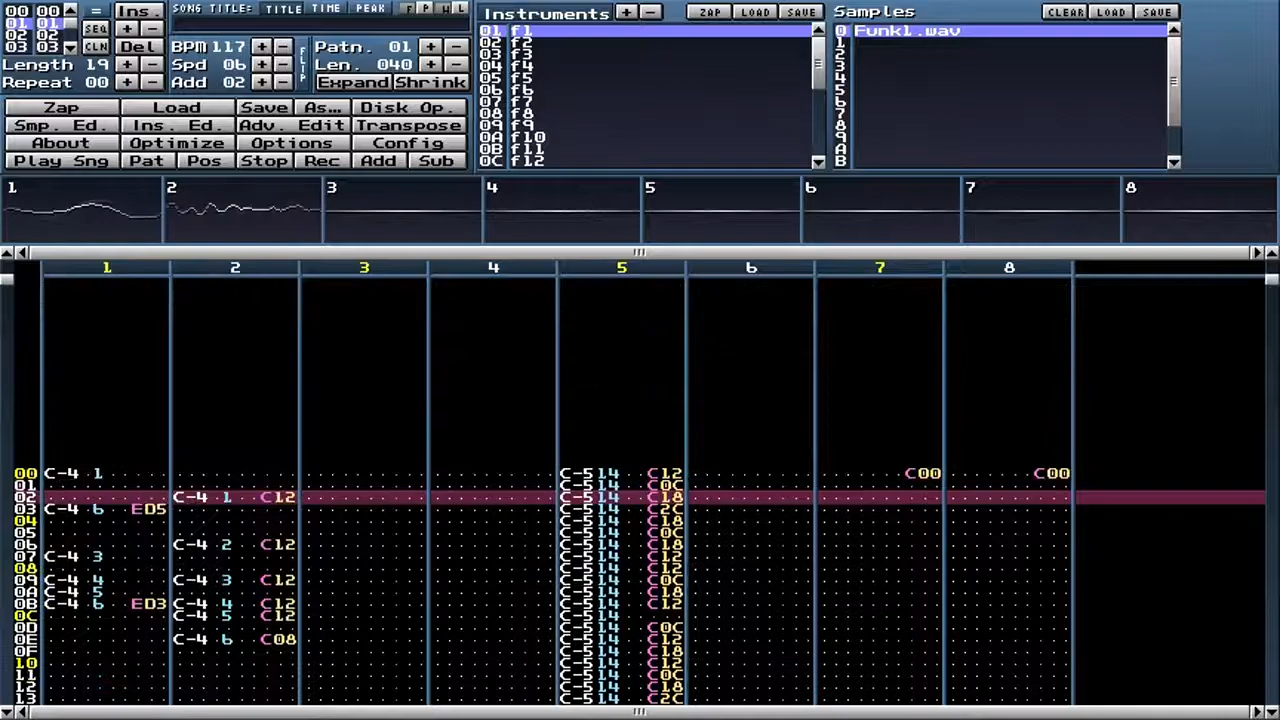 00 00 Ins. SONG TITLE: TITLE TIME PEAK F P W L
01 01 SEQ + -
02 02
03 03 CLN Del
BPM 117 + - Patn. 01 + -
Length 19 + - Spd 06 + - Len. 040 + -
Repeat 00 + - Add 02 + - FLIP Expand Shrink
Zap Load Save As... Disk Op.
Smp. Ed. Ins. Ed. Adv. Edit Transpose
About Optimize Options Config
Play Sng Pat Pos Stop Rec Add Sub
Instruments + - ZAP LOAD SAVE
01 f1
02 f2
03 f3
04 f4
05 f5
06 f6
07 f7
08 f8
09 f9
0A f10
0B f11
0C f12
Samples CLEAR LOAD SAVE
0 Funk1.wav
1
2
3
4
5
6
7
8
9
A
B
1 2 3 4 5 6 7 8
1 2 3 4 5 6 7 8
00 C-4 1 C-5 14 C12 C00 C00
01 C-5 14 C0C
02 C-4 1 C12 C-5 14 C18
03 C-4 6 ED5 C-5 14 C2C
04 C-5 14 C18
05 C-5 14 C0C
06 C-4 2 C12 C-5 14 C18
07 C-4 3 C-5 14 C12
08 C-5 14 C12
09 C-4 4 C-4 3 C12 C-5 14 C0C
0A C-4 5 C-5 14 C18
0B C-4 6 ED3 C-4 4 C12 C-5 14 C12
0C C-4 5 C12
0D C-5 14 C0C
0E C-4 6 C08 C-5 14 C12
0F C-5 14 C18
10 C-5 14 C12
11 C-5 14 C0C
12 C-5 14 C18
13 C-5 14 C2C